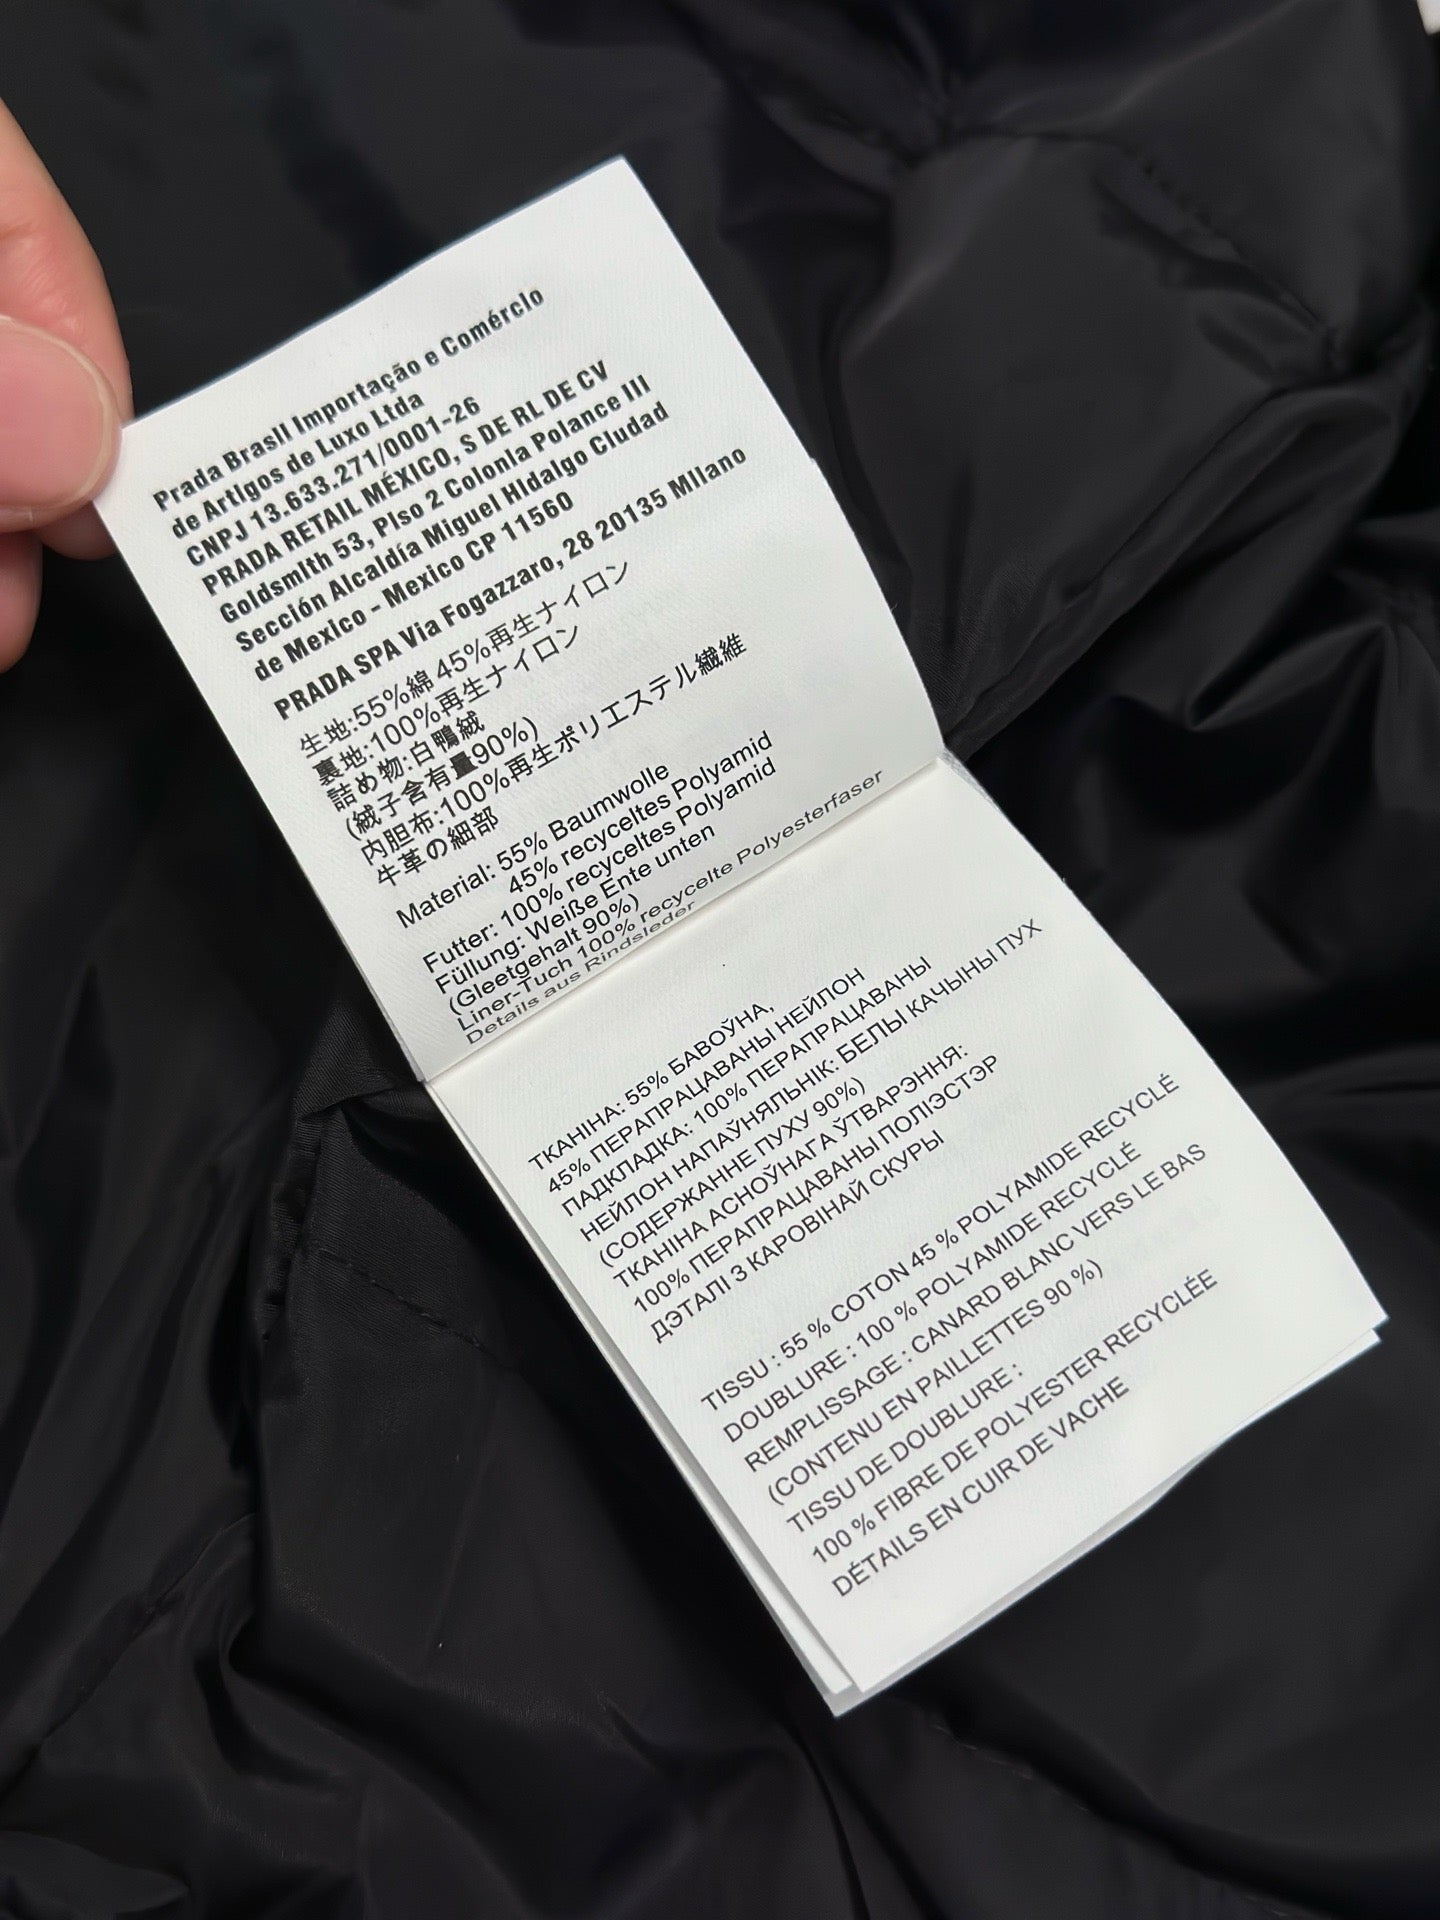 Prada Brasil Importação e Comércio
de Artigos de Luxo Ltda
CNPJ 13.633.271/0001-26
PRADA RETAIL MÉXICO, S DE RL DE CV
Goldsmith 53, Piso 2 Colonia Polance III
Sección Alcaldía Miguel Hidalgo Ciudad
de Mexico - Mexico CP 11560
PRADA SPA Via Fogazzaro, 28 20135 Milano
生地:55%綿 45%再生ナイロン
裏地:100%再生ナイロン
詰め物:白鴨絨
(絨子含有量90%)
内胆布:100%再生ポリエステル繊維
牛革の細部
Material: 55% Baumwolle
45% recyceltes Polyamid
Futter: 100% recyceltes Polyamid
Füllung: Weiße Ente unten
(Gleetgehalt 90%)
Liner-Tuch 100% recycelte Polyesterfaser
Details aus Rindsleder
ТКАНІНА: 55% БАВОЎНА,
45% ПЕРАПРАЦАВАНЫ НЕЙЛОН
ПАДКЛАДКА: 100% ПЕРАПРАЦАВАНЫ
НЕЙЛОН НАПАЎНЯЛЬНІК: БЕЛЫ КАЧЫНЫ ПУХ
(СОДЕРЖАННЕ ПУХУ 90%)
ТКАНІНА АСНОЎНАГА ЎТВАРЭННЯ:
100% ПЕРАПРАЦАВАНЫ ПОЛІЭСТЭР
ДЭТАЛІ З КАРОВІНАЙ СКУРЫ
TISSU : 55 % COTON 45 % POLYAMIDE RECYCLÉ
DOUBLURE : 100 % POLYAMIDE RECYCLÉ
REMPLISSAGE : CANARD BLANC VERS LE BAS
(CONTENU EN PAILLETTES 90 %)
TISSU DE DOUBLURE :
100 % FIBRE DE POLYESTER RECYCLÉE
DÉTAILS EN CUIR DE VACHE